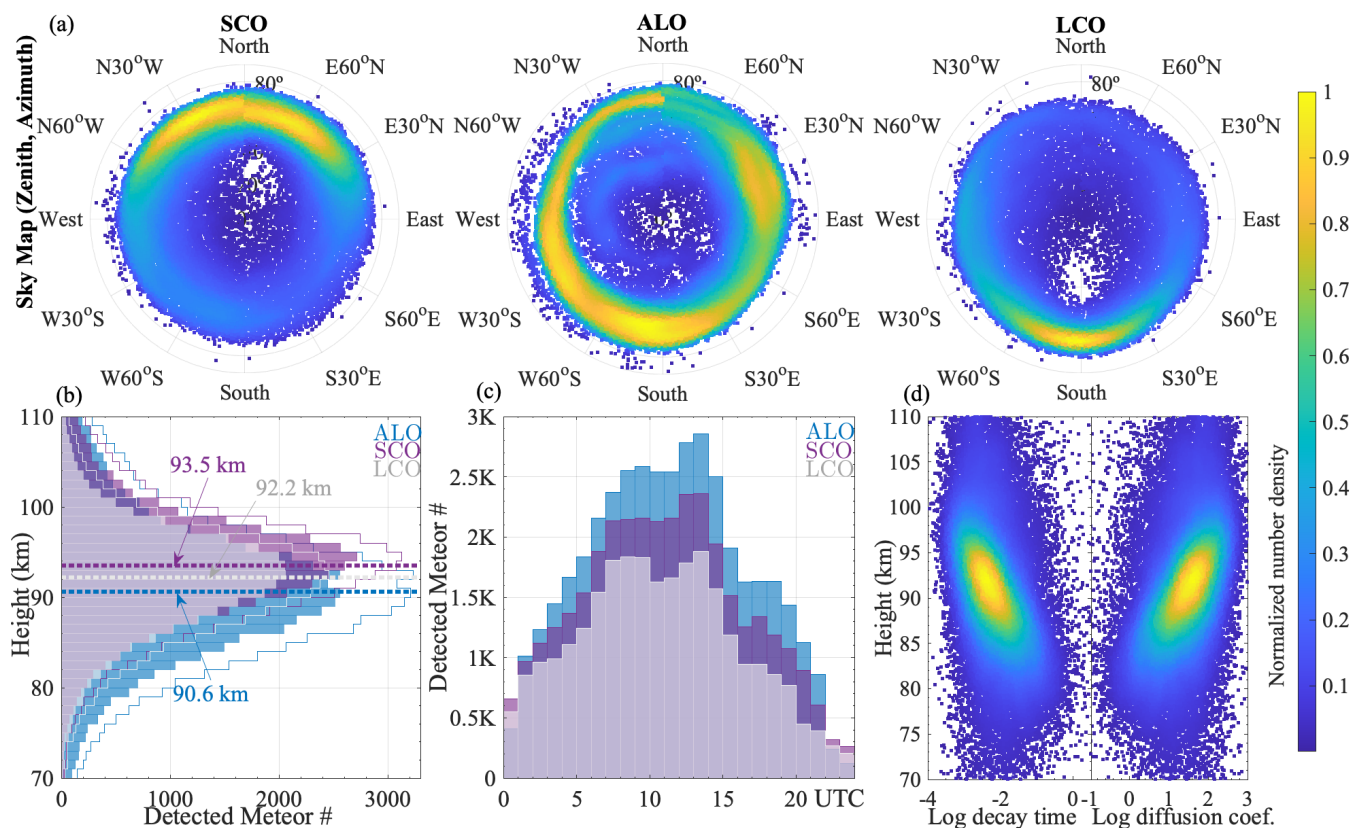 (a)
SCO
ALO
LCO
North
North
North
N30°W
80°
E60°N
N30°W
80°
E60°N
N30°W
80°
E60°N
N60°W
E30°N
N60°W
E30°N
N60°W
E30°N
Sky Map (Zenith, Azimuth)
West
East
West
East
West
East
W30°S
S60°E
W30°S
S60°E
W30°S
S60°E
W60°S
S30°E
W60°S
S30°E
W60°S
S30°E
South
South
South
1
0.9
0.8
0.7
0.6
0.5
0.4
0.3
0.2
0.1
Normalized number density
(b)
110
100
90
80
70
Height (km)
ALO
SCO
LCO
93.5 km
92.2 km
90.6 km
0
1000
2000
3000
Detected Meteor #
(c)
3K
2.5K
2K
1.5K
1K
0.5K
0
Detected Meteor #
ALO
SCO
LCO
0
5
10
15
20
UTC
(d)
110
105
100
95
90
85
80
75
70
Height (km)
-4
-2
0
-1
0
1
2
3
Log decay time
Log diffusion coef.